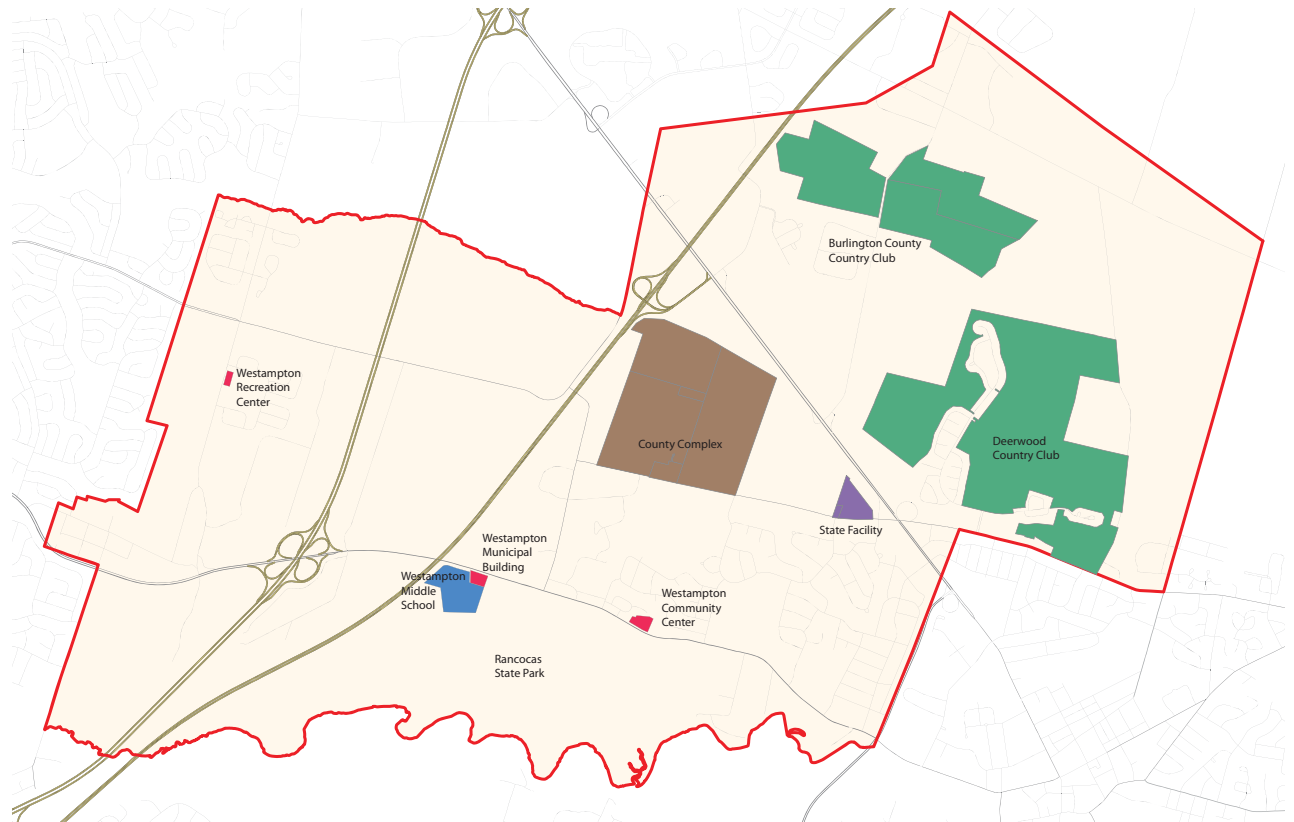 Burlington County
Country Club
Westampton
Recreation
Center
County Complex
Deerwood
Country Club
State Facility
Westampton
Municipal
Building
Westampton
Middle
School
Westampton
Community
Center
Rancocas
State Park